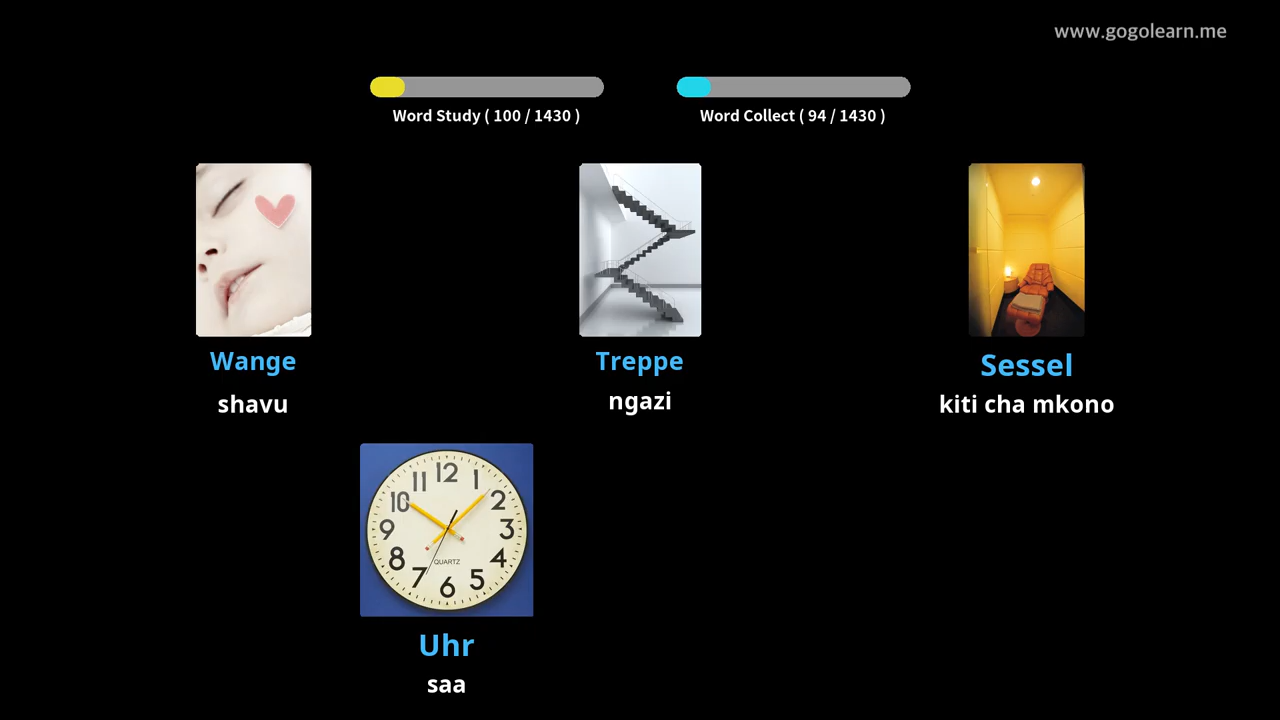 www.gogolearn.me
Word Study ( 100 / 1430 )
Word Collect ( 94 / 1430 )
Wange
shavu
Treppe
ngazi
Sessel
kiti cha mkono
12
1
2
3
4
5
6
7
8
9
10
11
QUARTZ
Uhr
saa